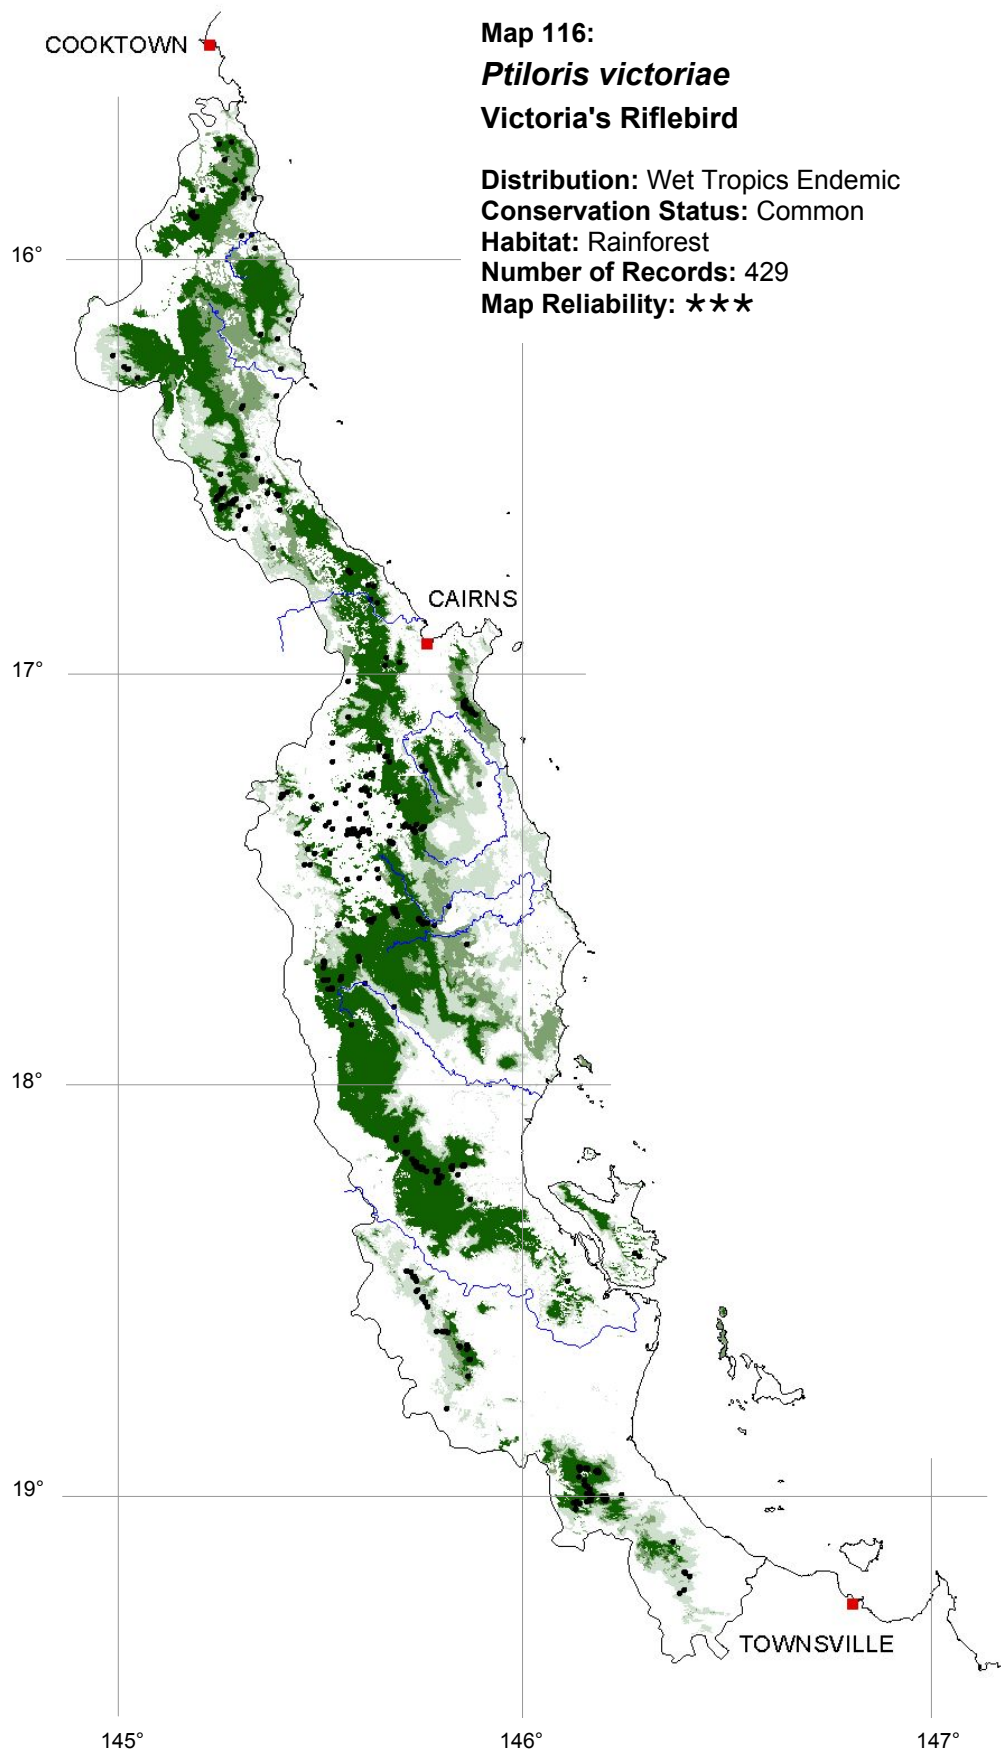 Map 116:
Ptiloris victoriae
Victoria's Riflebird
Distribution: Wet Tropics Endemic
Conservation Status: Common
Habitat: Rainforest
Number of Records: 429
Map Reliability: ***
COOKTOWN
16°
CAIRNS
17°
18°
19°
TOWNSVILLE
145° 146° 147°